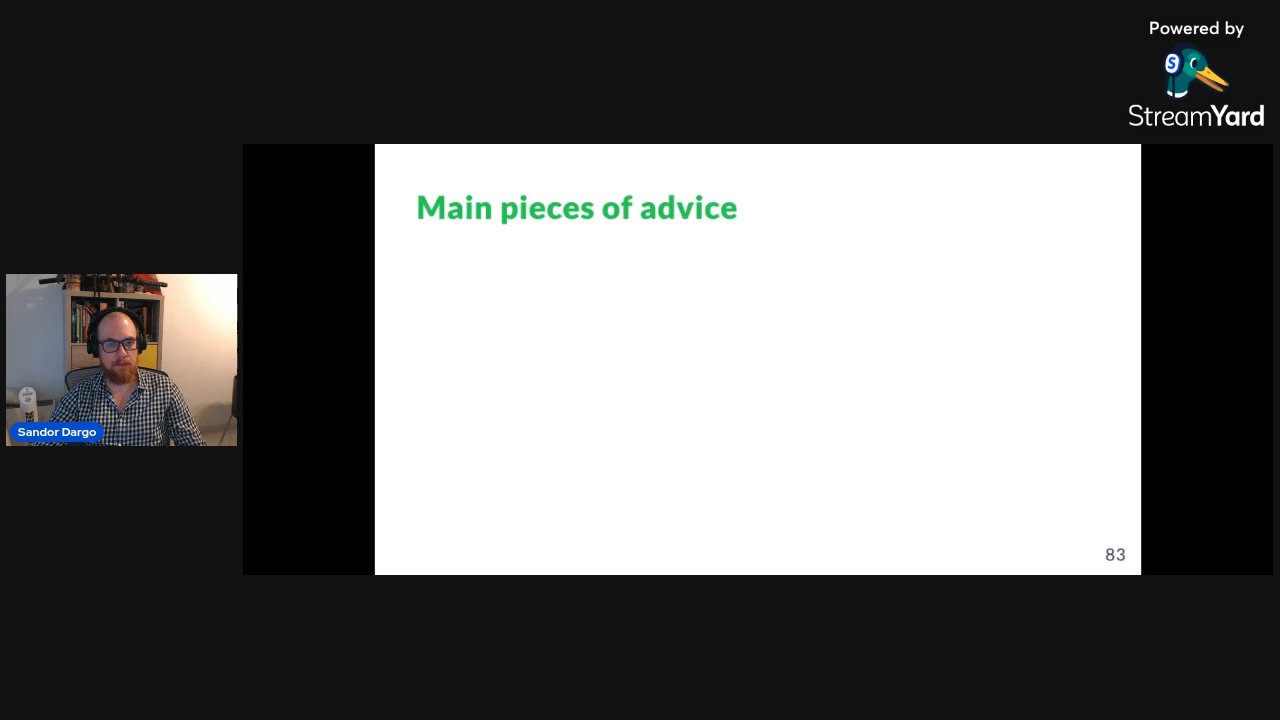 Powered by
S
StreamYard
Main pieces of advice
Sandor Dargo
83